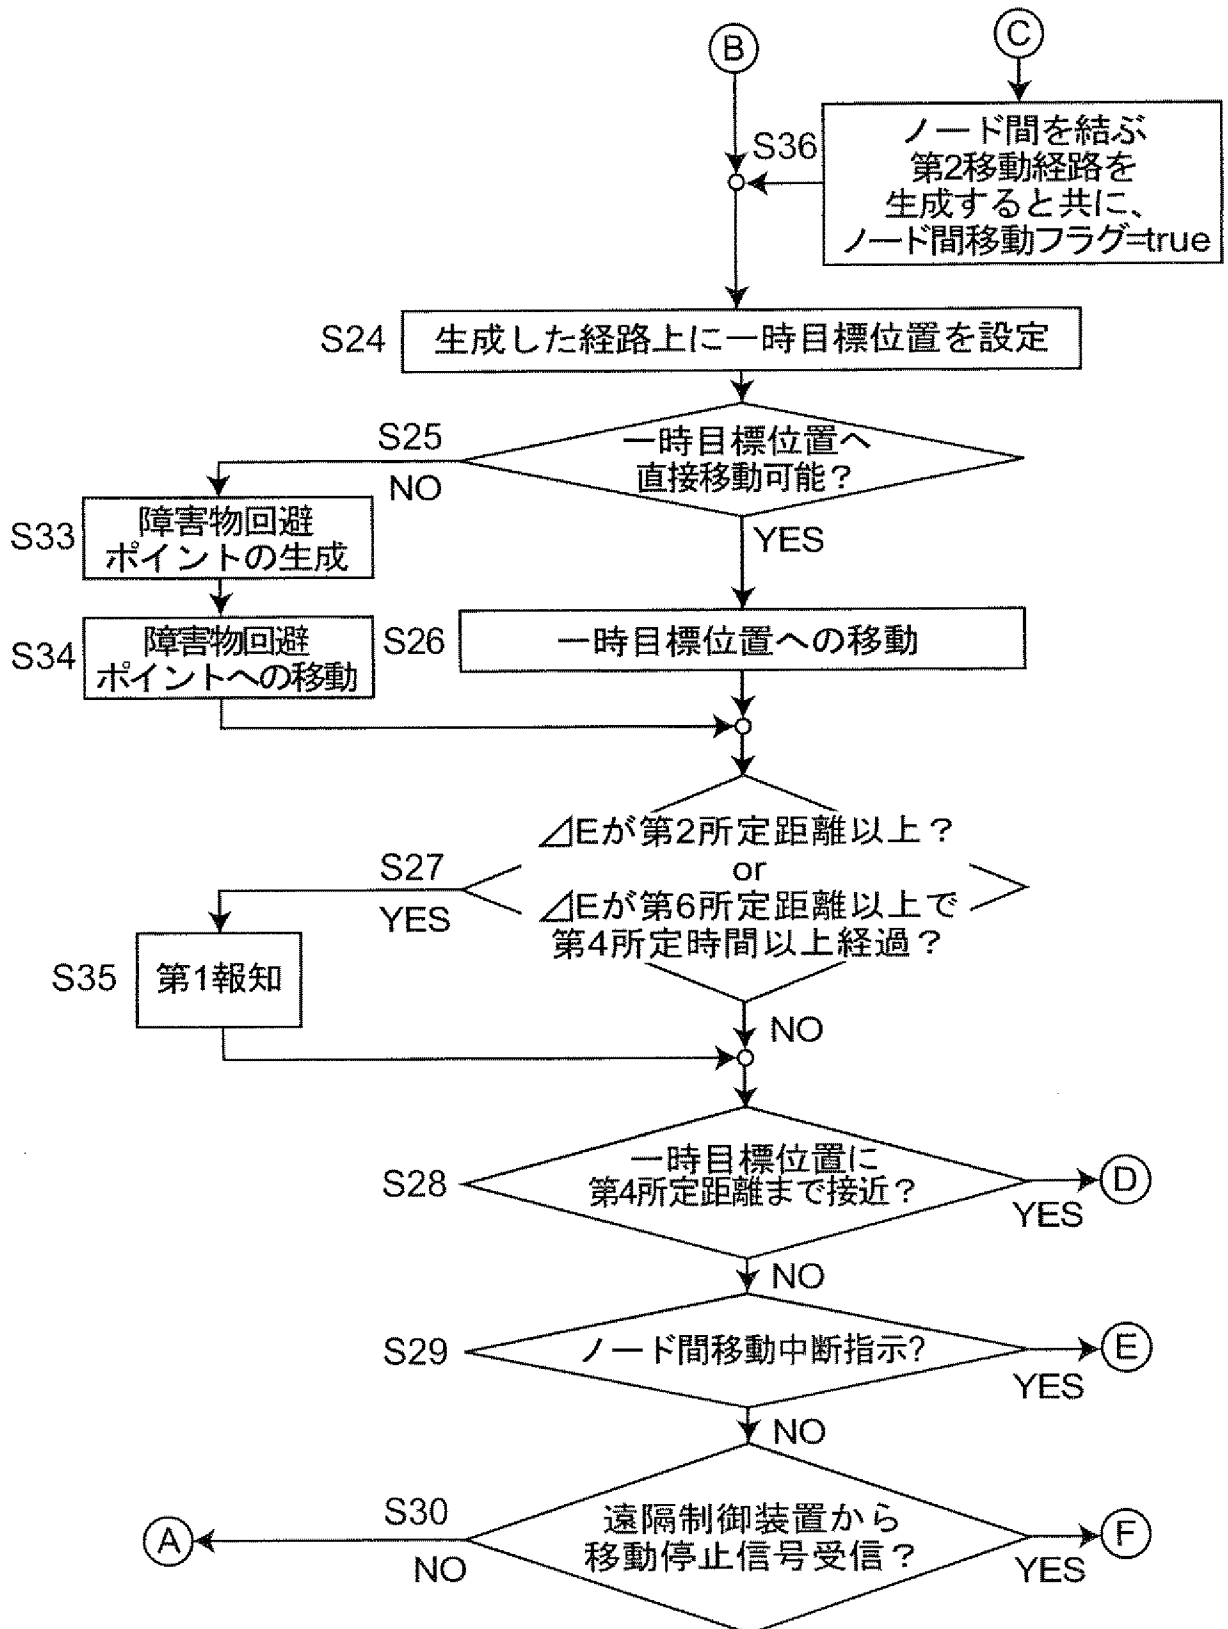 B
C
S36
ノード間を結ぶ
第2移動経路を
生成すると共に、
ノード間移動フラグ=true
S24
生成した経路上に一時目標位置を設定
S25
一時目標位置へ
直接移動可能?
NO
YES
S33
障害物回避
ポイントの生成
S34
障害物回避
ポイントへの移動
S26
一時目標位置への移動
S27
YES
⊿Eが第2所定距離以上?
or
⊿Eが第6所定距離以上で
第4所定時間以上経過?
S35
第1報知
NO
S28
一時目標位置に
第4所定距離まで接近?
D
YES
NO
S29
ノード間移動中断指示?
E
YES
NO
S30
遠隔制御装置から
移動停止信号受信?
A
NO
F
YES